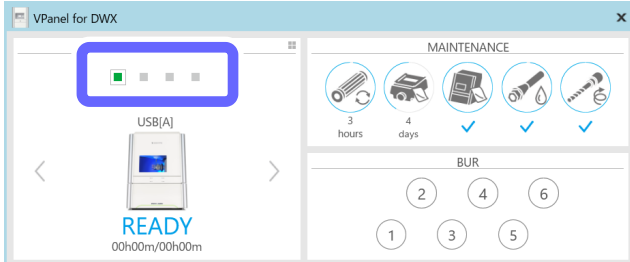 VPanel for DWX
x
MAINTENANCE
3
hours
4
days
USB[A]
READY
00h00m/00h00m
BUR
2
4
6
1
3
5